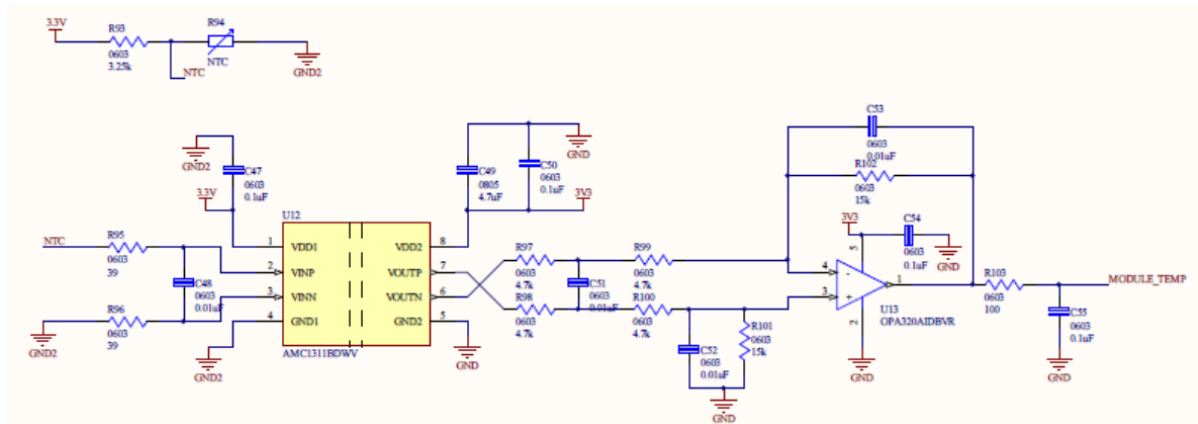 3.3V
R93
0603
3.25k
NTC
R94
NTC
GND2
GND2
C47
0603
0.1uF
3.3V
C49
0805
4.7uF
C50
0603
0.1uF
GND
3V3
C53
0603
0.01uF
R102
0603
15k
U12
NTC
R95
0603
39
C48
0603
0.01uF
R96
0603
39
GND2
GND2
1
2
3
4
VDD1
VINP
VINN
GND1
VDD2
VOUTP
VOUTN
GND2
8
7
6
5
AMC1311BDWV
GND
R97
0603
4.7k
R98
0603
4.7k
C51
0603
0.01uF
R99
0603
4.7k
R100
0603
4.7k
C52
0603
0.01uF
R101
0603
15k
GND
3V3
C54
0603
0.1uF
GND
4
3
5
2
1
-
+
U13
OPA320AIDBVR
GND
R103
0603
100
MODULE_TEMP
C55
0603
0.1uF
GND